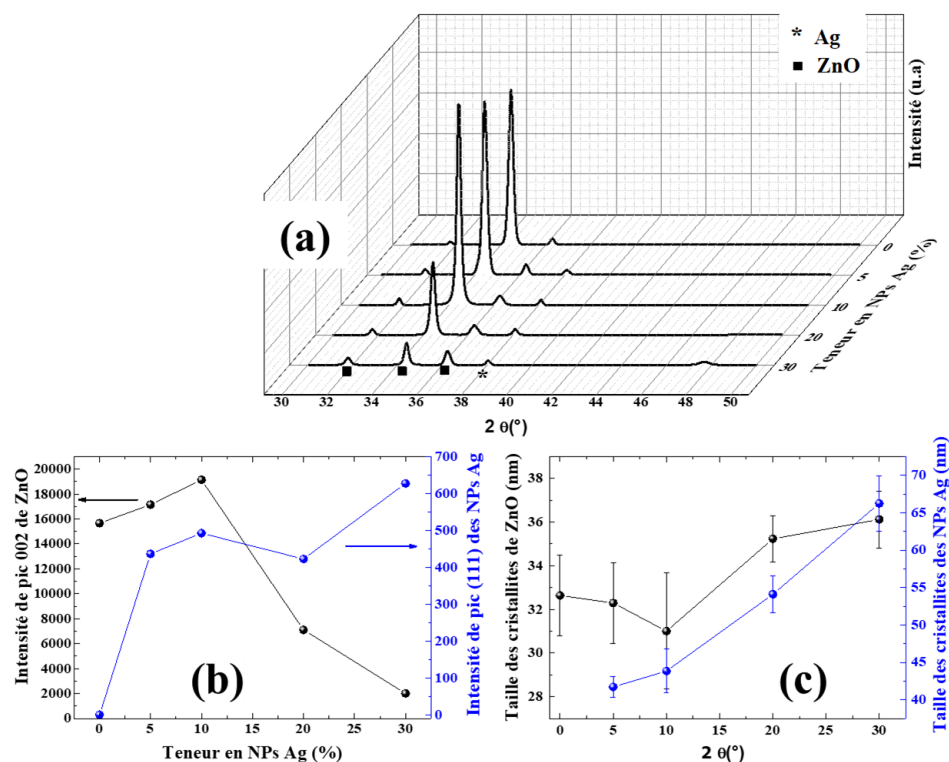 * Ag
■ ZnO
Intensité (u.a)
(a)
0
5
10
20
30
Teneur en NPs Ag (%)
*
30 32 34 36 38 40 42 44 46 48 50
2 θ(°)
Intensité de pic 002 de ZnO
20000
18000
16000
14000
12000
10000
8000
6000
4000
2000
0
700
600
500
400
300
200
100
0
Intensité de pic (111) des NPs Ag
(b)
0 5 10 15 20 25 30
Teneur en NPs Ag (%)
Taille des cristallites de ZnO (nm)
38
36
34
32
30
28
70
65
60
55
50
45
40
Taille des cristallites des NPs Ag (nm)
(c)
0 5 10 15 20 25 30
2 θ(°)